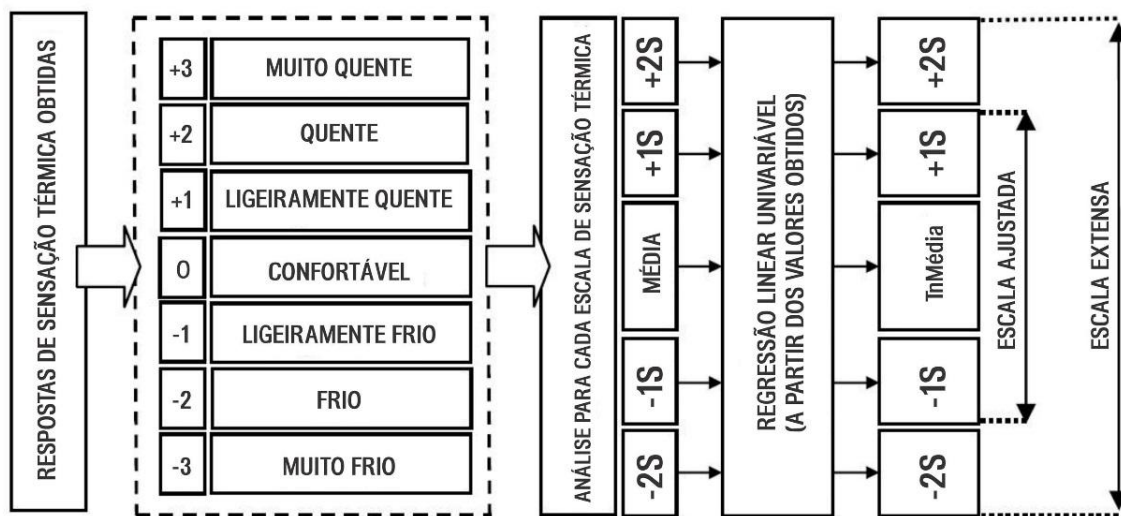 RESPOSTAS DE SENSAÇÃO TÉRMICA OBTIDAS
+3 MUITO QUENTE
+2 QUENTE
+1 LIGEIRAMENTE QUENTE
0 CONFORTÁVEL
-1 LIGEIRAMENTE FRIO
-2 FRIO
-3 MUITO FRIO
ANÁLISE PARA CADA ESCALA DE SENSAÇÃO TÉRMICA
+2S
+1S
MÉDIA
-1S
-2S
REGRESSÃO LINEAR UNIVARIÁVEL
(A PARTIR DOS VALORES OBTIDOS)
+2S
+1S
TnMédia
-1S
-2S
ESCALA AJUSTADA
ESCALA EXTENSA